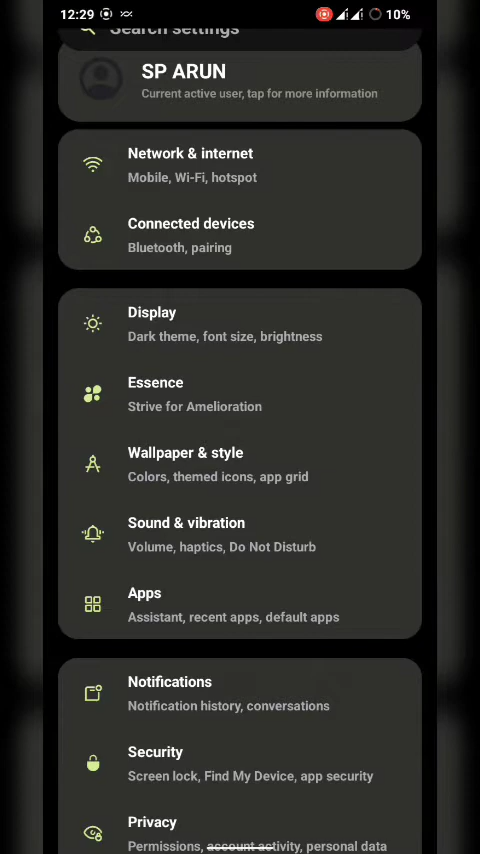 12:29
10%
Search settings
SP ARUN
Current active user, tap for more information
Network & internet
Mobile, Wi-Fi, hotspot
Connected devices
Bluetooth, pairing
Display
Dark theme, font size, brightness
Essence
Strive for Amelioration
Wallpaper & style
Colors, themed icons, app grid
Sound & vibration
Volume, haptics, Do Not Disturb
Apps
Assistant, recent apps, default apps
Notifications
Notification history, conversations
Security
Screen lock, Find My Device, app security
Privacy
Permissions, account activity, personal data